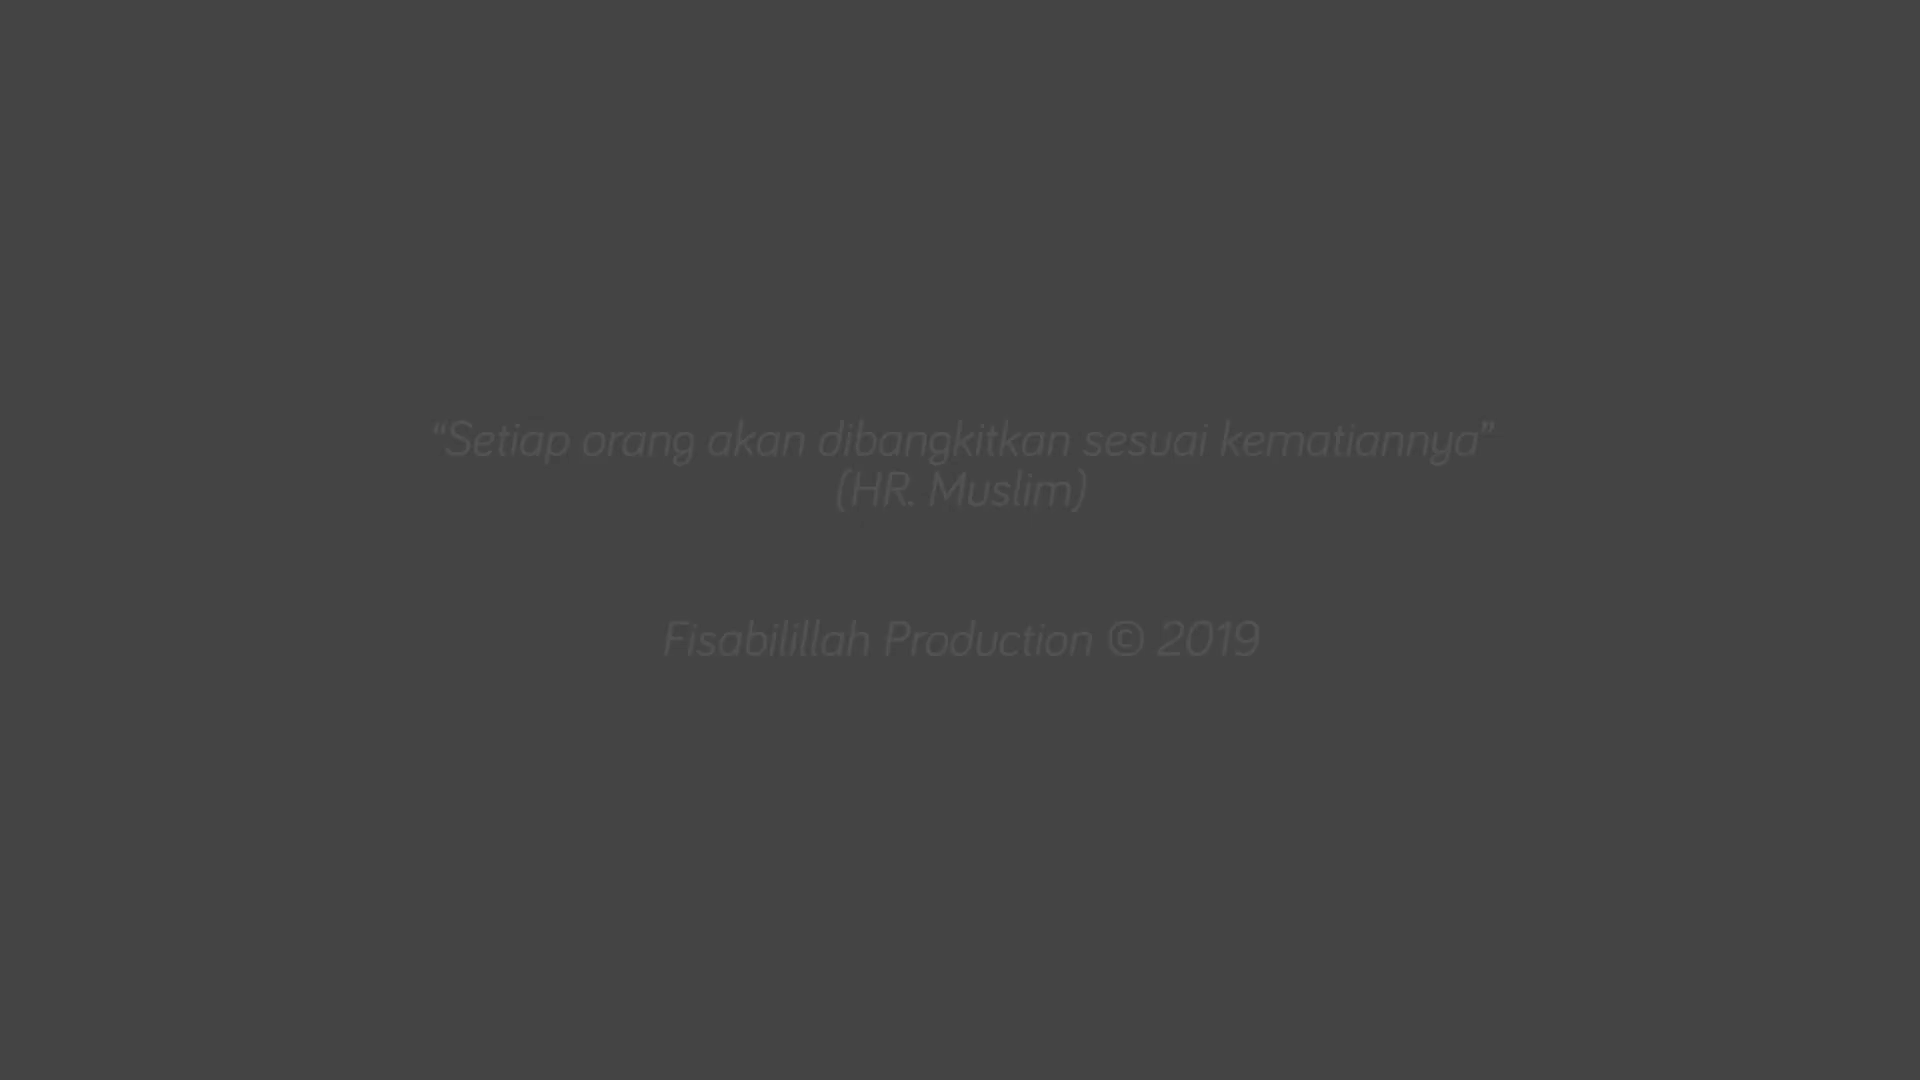 “Setiap orang akan dibangkitkan sesuai kematiannya”
(HR. Muslim)
Fisabilillah Production © 2019